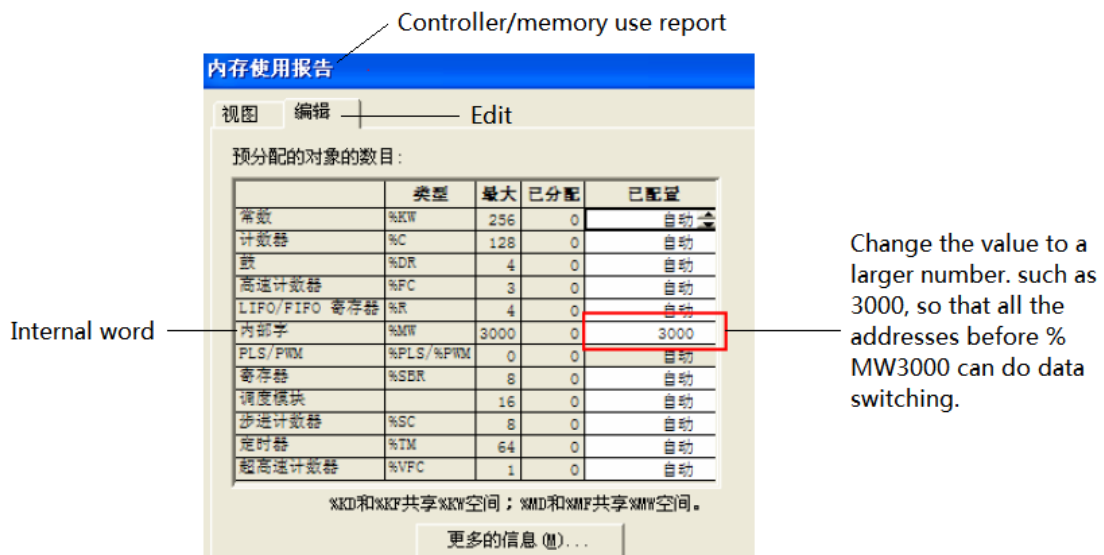 Controller/memory use report
内存使用报告
视图 编辑 Edit
预分配的对象的数目:
类型 最大 已分配 已配置
常数 %KW 256 0 自动
计数器 %C 128 0 自动
鼓 %DR 4 0 自动
高速计数器 %FC 3 0 自动
LIFO/FIFO 寄存器 %R 4 0 自动
Internal word 内部字 %MW 3000 0 3000
PLS/PWM %PLS/%PWM 0 0 自动
寄存器 %SBR 8 0 自动
调度模块 16 0 自动
步进计数器 %SC 8 0 自动
定时器 %TM 64 0 自动
超高速计数器 %VFC 1 0 自动
%KD和%KF共享%KW空间；%MD和%MF共享%MW空间。
更多的信息(M)...
Change the value to a
larger number. such as
3000, so that all the
addresses before %
MW3000 can do data
switching.